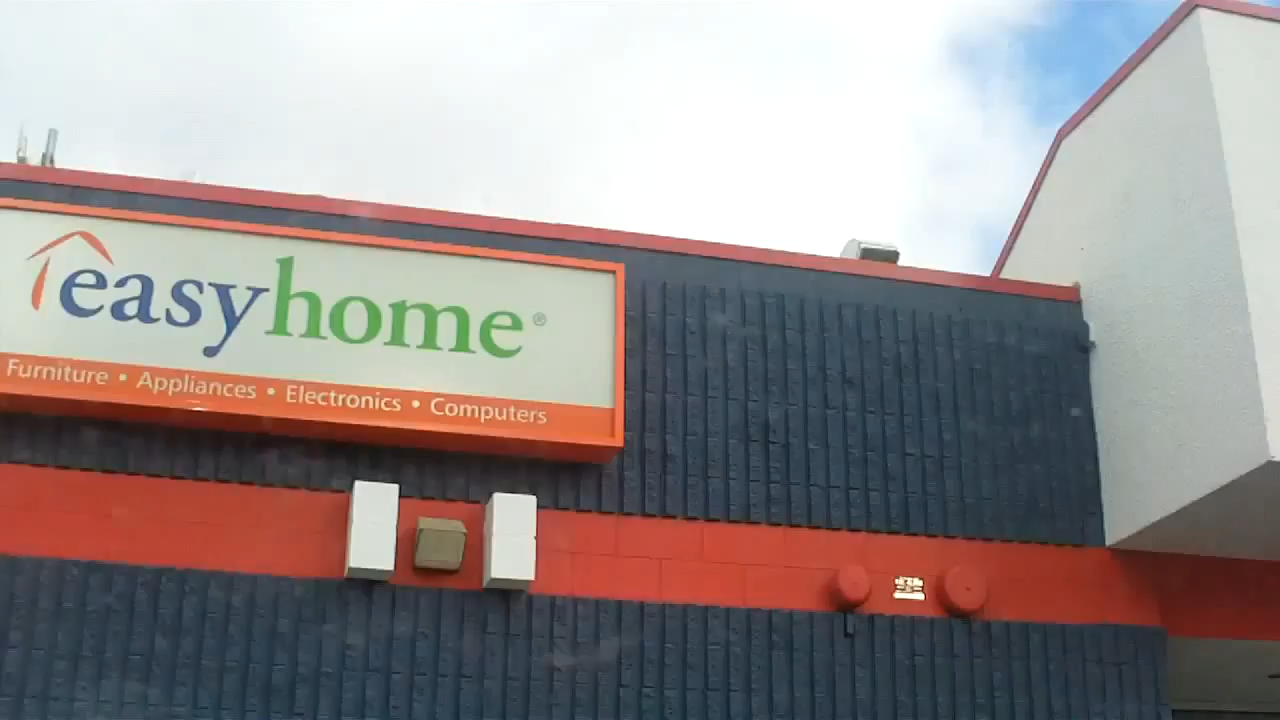 easyhome®
Furniture • Appliances • Electronics • Computers